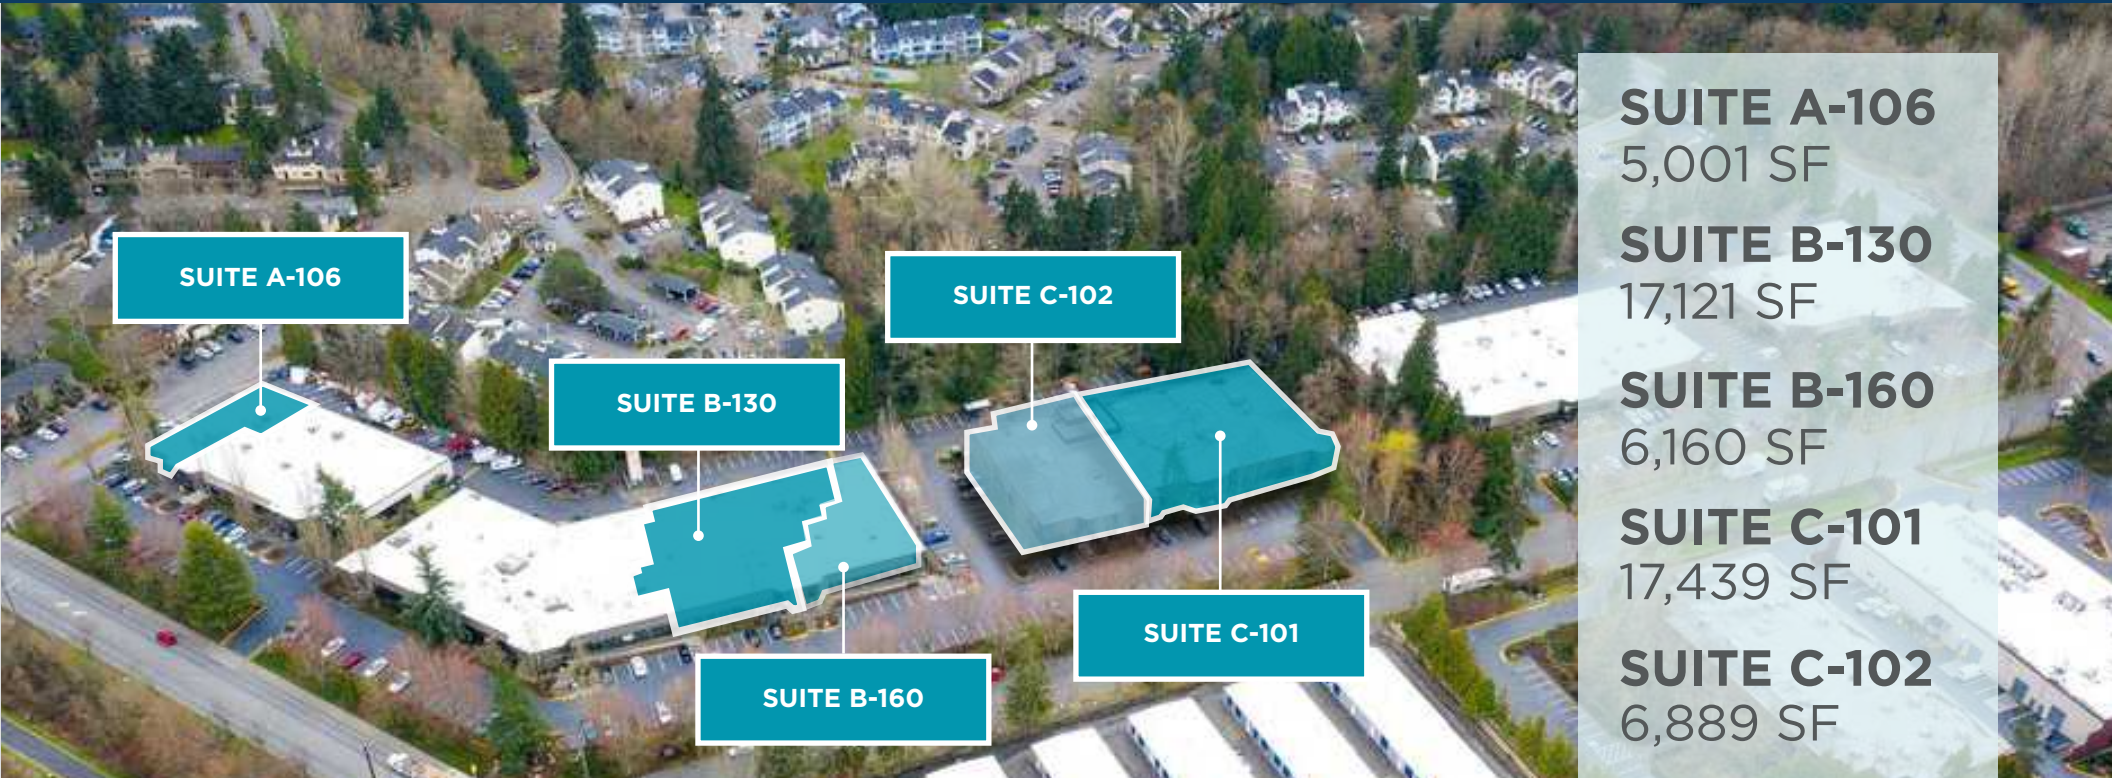 SUITE A-106
SUITE B-130
SUITE B-160
SUITE C-102
SUITE C-101
SUITE A-106
5,001 SF
SUITE B-130
17,121 SF
SUITE B-160
6,160 SF
SUITE C-101
17,439 SF
SUITE C-102
6,889 SF